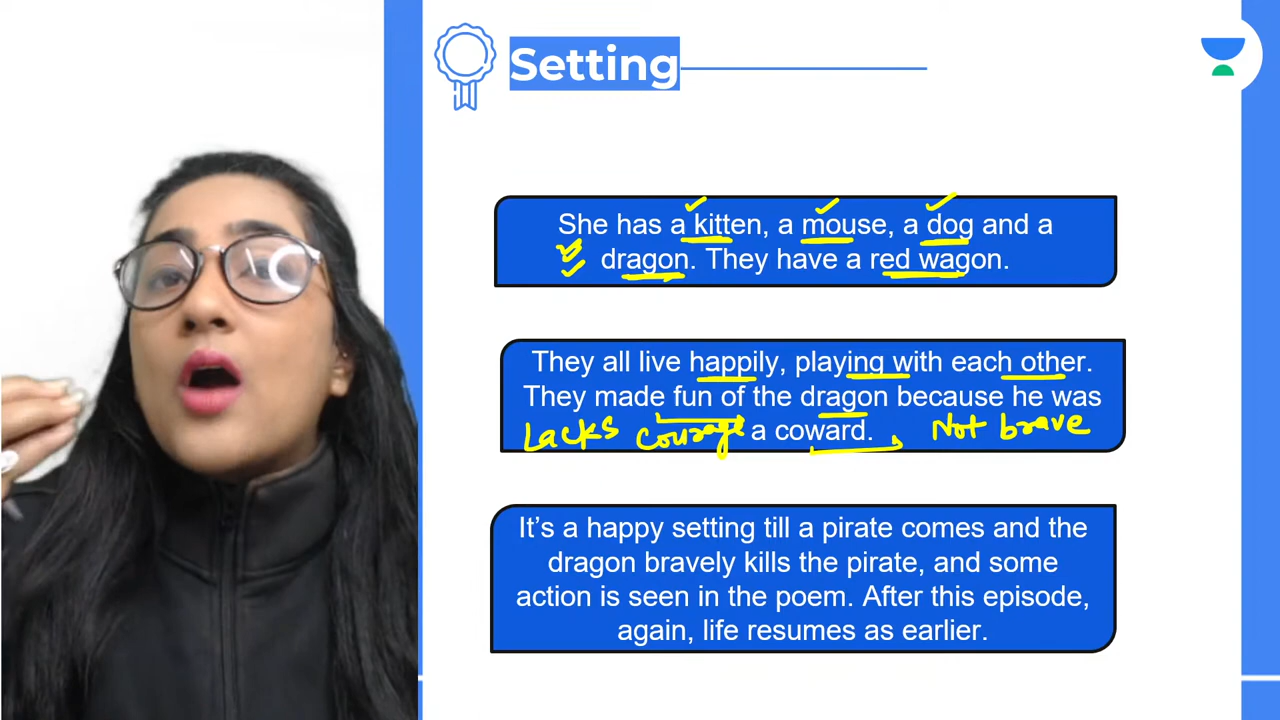 Setting
She has a kitten, a mouse, a dog and a
dragon. They have a red wagon.
They all live happily, playing with each other.
They made fun of the dragon because he was
a coward.
Lacks courage
Not brave
It's a happy setting till a pirate comes and the
dragon bravely kills the pirate, and some
action is seen in the poem. After this episode,
again, life resumes as earlier.